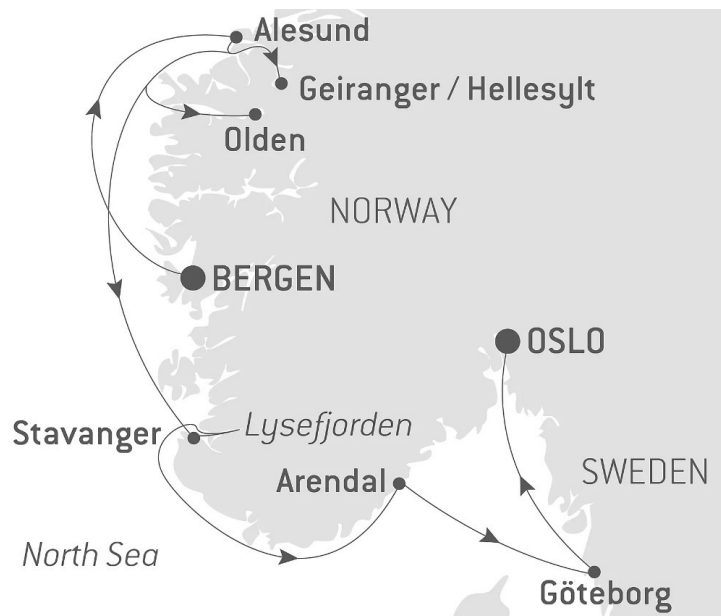 Alesund
Geiranger / Hellesylt
Olden
NORWAY
BERGEN
OSLO
Lysefjorden
Stavanger
Arendal
SWEDEN
North Sea
Göteborg